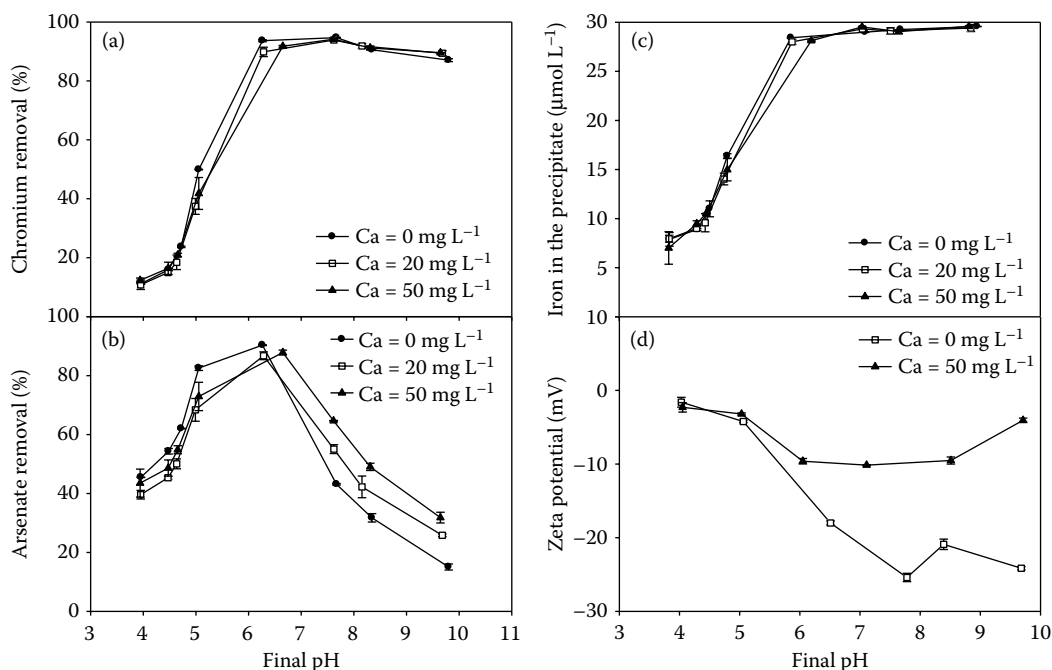 (a)
Chromium removal (%)
100
80
60
40
20
100
Ca = 0 mg L⁻¹
Ca = 20 mg L⁻¹
Ca = 50 mg L⁻¹
(b)
Arsenate removal (%)
80
60
40
20
0
Ca = 0 mg L⁻¹
Ca = 20 mg L⁻¹
Ca = 50 mg L⁻¹
3 4 5 6 7 8 9 10 11
Final pH
(c)
Iron in the precipitate (μmol L⁻¹)
30
25
20
15
10
5
10
Ca = 0 mg L⁻¹
Ca = 20 mg L⁻¹
Ca = 50 mg L⁻¹
(d)
Zeta potential (mV)
0
−10
−20
−30
Ca = 0 mg L⁻¹
Ca = 50 mg L⁻¹
3 4 5 6 7 8 9 10
Final pH